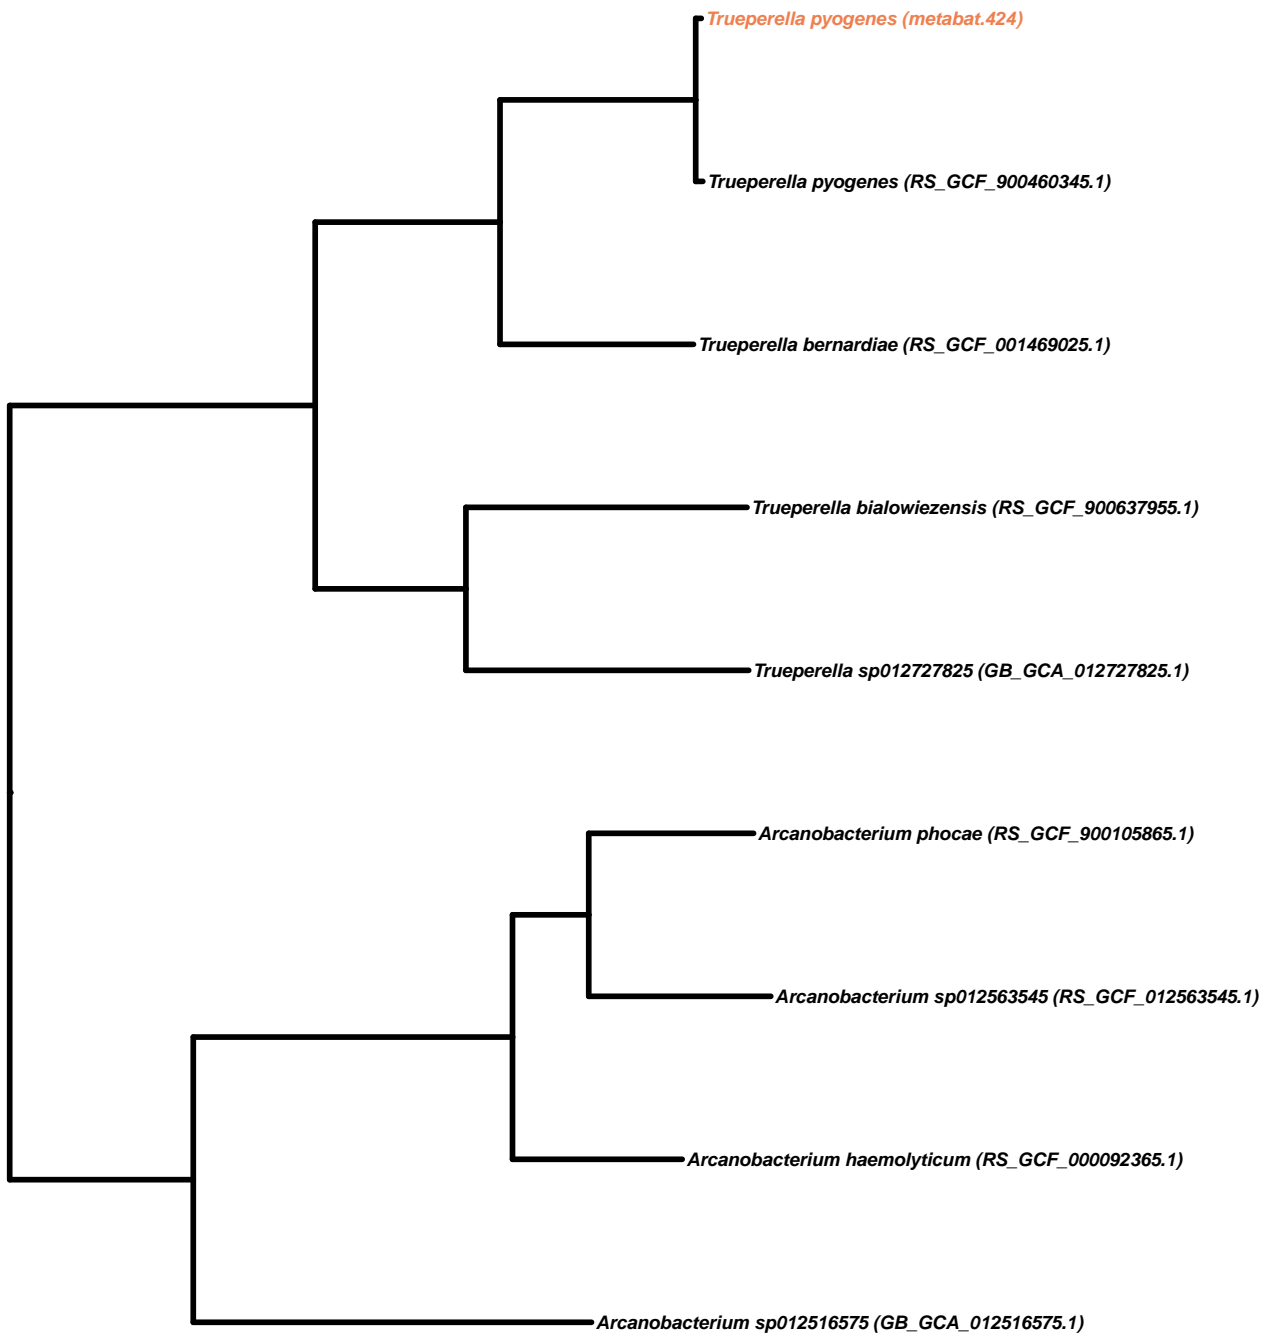 Trueperella pyogenes (metabat.424)
Trueperella pyogenes (RS_GCF_900460345.1)
Trueperella bernardiae (RS_GCF_001469025.1)
Trueperella bialowiezensis (RS_GCF_900637955.1)
Trueperella sp012727825 (GB_GCA_012727825.1)
Arcanobacterium phocae (RS_GCF_900105865.1)
Arcanobacterium sp012563545 (RS_GCF_012563545.1)
Arcanobacterium haemolyticum (RS_GCF_000092365.1)
Arcanobacterium sp012516575 (GB_GCA_012516575.1)